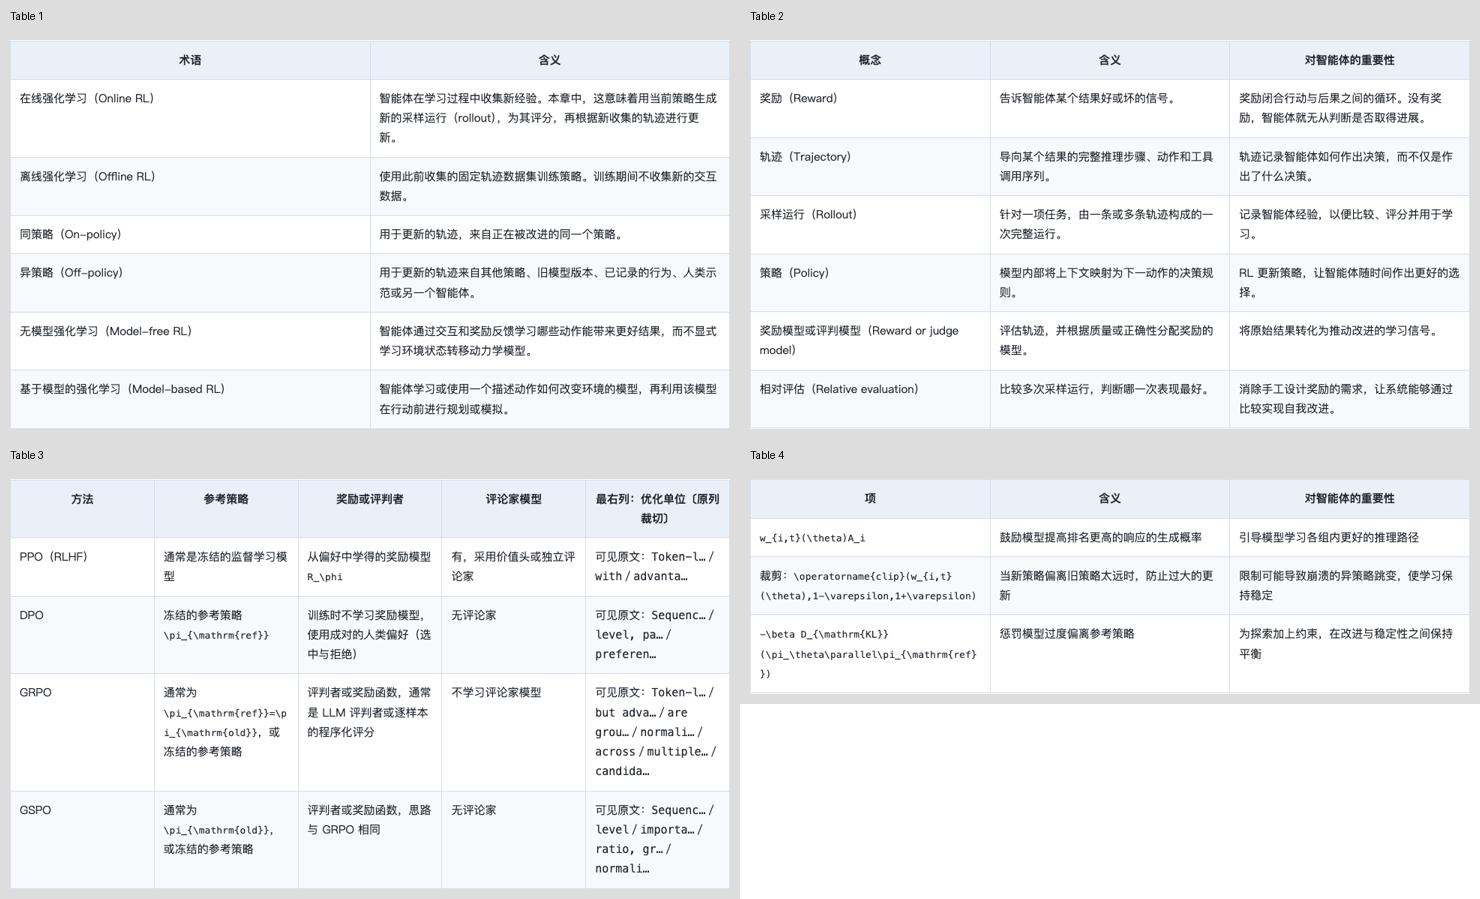 Table 1
术语 含义
在线强化学习（Online RL） 智能体在学习过程中收集新经验。本章中，这意味着用当前策略生成
新的采样运行（rollout），为其评分，再根据新收集的轨迹进行更
新。
离线强化学习（Offline RL） 使用此前收集的固定轨迹数据集训练策略。训练期间不收集新的交互
数据。
同策略（On-policy） 用于更新的轨迹，来自正在被改进的同一个策略。
异策略（Off-policy） 用于更新的轨迹来自其他策略、旧模型版本、已记录的行为、人类示
范或另一个智能体。
无模型强化学习（Model-free RL） 智能体通过交互和奖励反馈学习哪些动作能带来更好结果，而不显式
学习环境状态转移动力学模型。
基于模型的强化学习（Model-based RL） 智能体学习或使用一个描述动作如何改变环境的模型，再利用该模型
在行动前进行规划或模拟。
Table 2
概念 含义 对智能体的重要性
奖励（Reward） 告诉智能体某个结果好或坏的信号。 奖励闭合行动与后果之间的循环。没有奖
励，智能体就无从判断是否取得进展。
轨迹（Trajectory） 导向某个结果的完整推理步骤、动作和工具 轨迹记录智能体如何作出决策，而不仅是作
调用序列。 出了什么决策。
采样运行（Rollout） 针对一项任务，由一条或多条轨迹构成的一 记录智能体经验，以便比较、评分并用于学
次完整运行。 习。
策略（Policy） 模型内部将上下文映射为下一动作的决策规 RL 更新策略，让智能体随时间作出更好的选
则。 择。
奖励模型或评判模型（Reward or judge 评估轨迹，并根据质量或正确性分配奖励的 将原始结果转化为推动改进的学习信号。
model） 模型。
相对评估（Relative evaluation） 比较多次采样运行，判断哪一次表现最好。 消除手工设计奖励的需求，让系统能够通过
比较实现自我改进。
Table 3
方法 参考策略 奖励或评判者 评论家模型 最右列：优化单位〔原列
裁切〕
PPO（RLHF） 通常是冻结的监督学习模 从偏好中学得的奖励模型 有，采用价值头或独立评 可见原文：Token-l… /
型 R_\phi 论家 with / advanta…
DPO 冻结的参考策略 训练时不学习奖励模型， 无评论家 可见原文：Sequenc… /
\pi_{\mathrm{ref}} 使用成对的人类偏好（选 level, pa… /
中与拒绝） preferen…
GRPO 通常为 评判者或奖励函数，通常 不学习评论家模型 可见原文：Token-l… /
\pi_{\mathrm{ref}}=\p 是 LLM 评判者或逐样本 but adva… / are
i_{\mathrm{old}}，或 的程序化评分 grou… / normali… /
冻结的参考策略 across / multiple… /
candida…
GSPO 通常为 评判者或奖励函数，思路 无评论家 可见原文：Sequenc… /
\pi_{\mathrm{old}}， 与 GRPO 相同 level / importa… /
或冻结的参考策略 ratio, gr… /
normali…
Table 4
项 含义 对智能体的重要性
w_{i,t}(\theta)A_i 鼓励模型提高排名更高的响应的生成概率 引导模型学习各组内更好的推理路径
裁剪：\operatorname{clip}(w_{i,t} 当新策略偏离旧策略太远时，防止过大的更 限制可能导致崩溃的异策略跳变，使学习保
(\theta),1-\varepsilon,1+\varepsilon) 新 持稳定
-\beta D_{\mathrm{KL}} 惩罚模型过度偏离参考策略 为探索加上约束，在改进与稳定性之间保持
(\pi_\theta\parallel\pi_{\mathrm{ref} 平衡
})